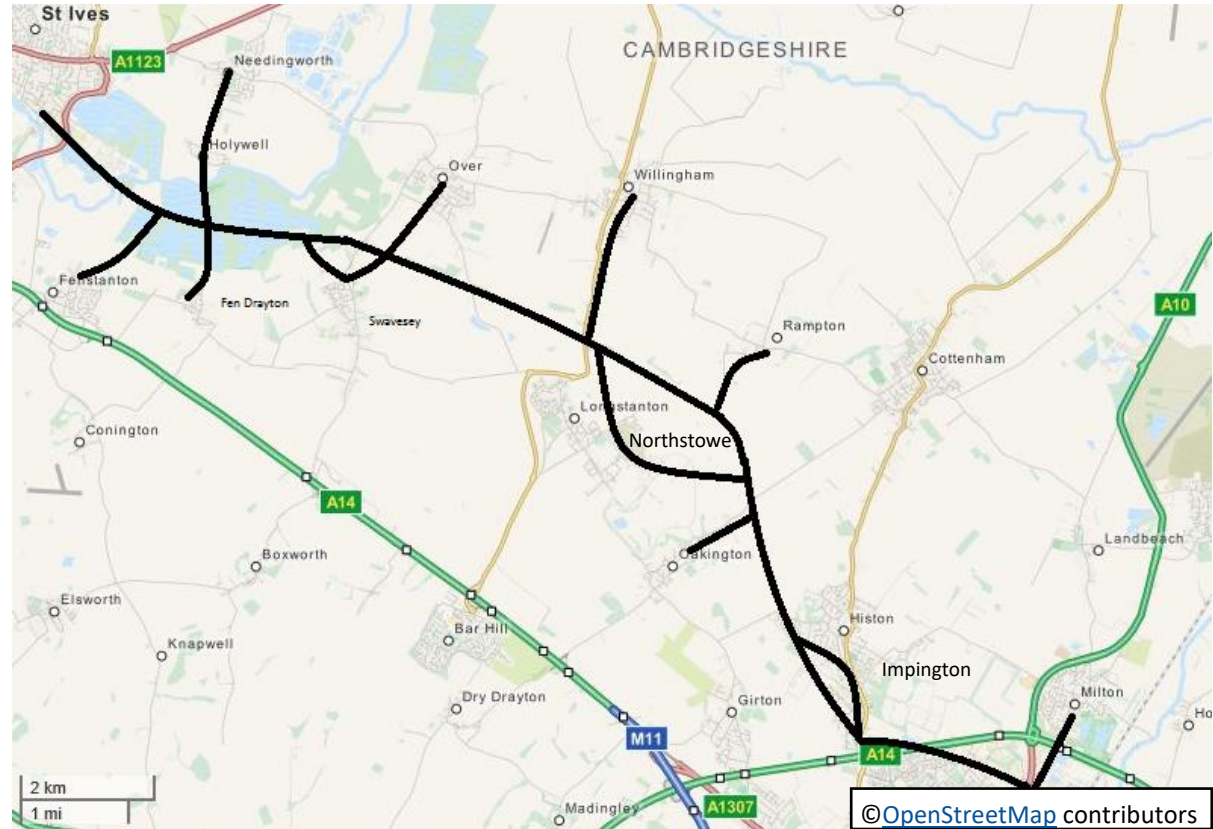 St Ives
CAMBRIDGESHIRE
A1123
Needingworth
Holywell
Over
Willingham
Fenstanton
Fen Drayton
Swavesey
A10
Rampton
Cottenham
Longstanton
Conington
Northstowe
A14
Landbeach
Boxworth
Oakington
Elsworth
Histon
Bar Hill
Knapwell
Impington
Dry Drayton
Girton
Milton
Ho
M11
A14
2 km
1 mi
Madingley
A1307
©OpenStreetMap contributors